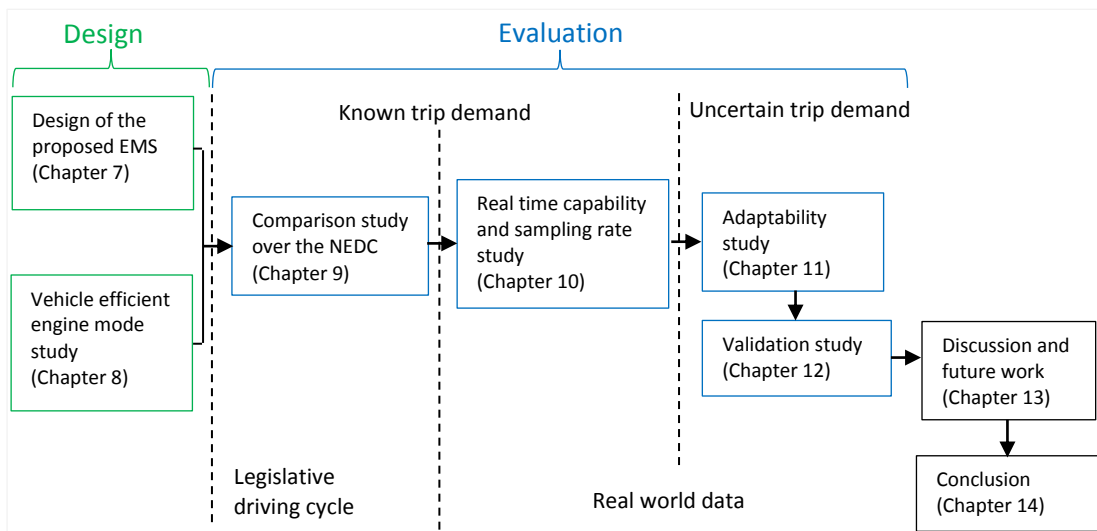 Design
Evaluation
Known trip demand
Uncertain trip demand
Design of the
proposed EMS
(Chapter 7)
Vehicle efficient
engine mode
study
(Chapter 8)
Comparison study
over the NEDC
(Chapter 9)
Real time capability
and sampling rate
study
(Chapter 10)
Adaptability
study
(Chapter 11)
Validation study
(Chapter 12)
Discussion and
future work
(Chapter 13)
Conclusion
(Chapter 14)
Legislative
driving cycle
Real world data